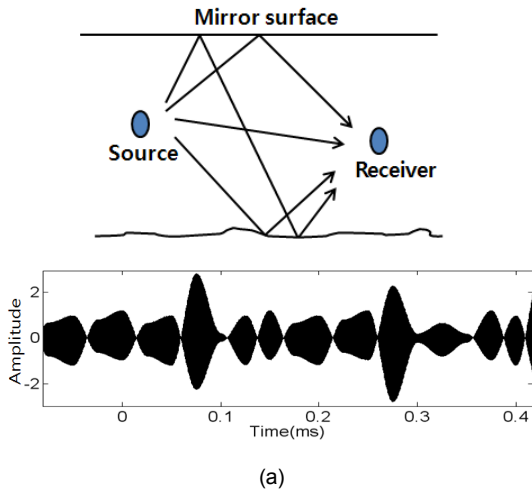 Mirror surface
Source
Receiver
Amplitude
2
0
-2
0
0.1
0.2
0.3
0.4
Time(ms)
(a)